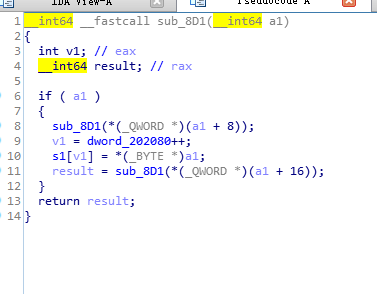 IDA View-A
Pseudocode-A
1 __int64 __fastcall sub_8D1(__int64 a1)
2 {
3 int v1; // eax
4 __int64 result; // rax
5
6 if ( a1 )
7 {
8 sub_8D1(*(_QWORD *)(a1 + 8));
9 v1 = dword_202080++;
10 s1[v1] = *(_BYTE *)a1;
11 result = sub_8D1(*(_QWORD *)(a1 + 16));
12 }
13 return result;
14 }